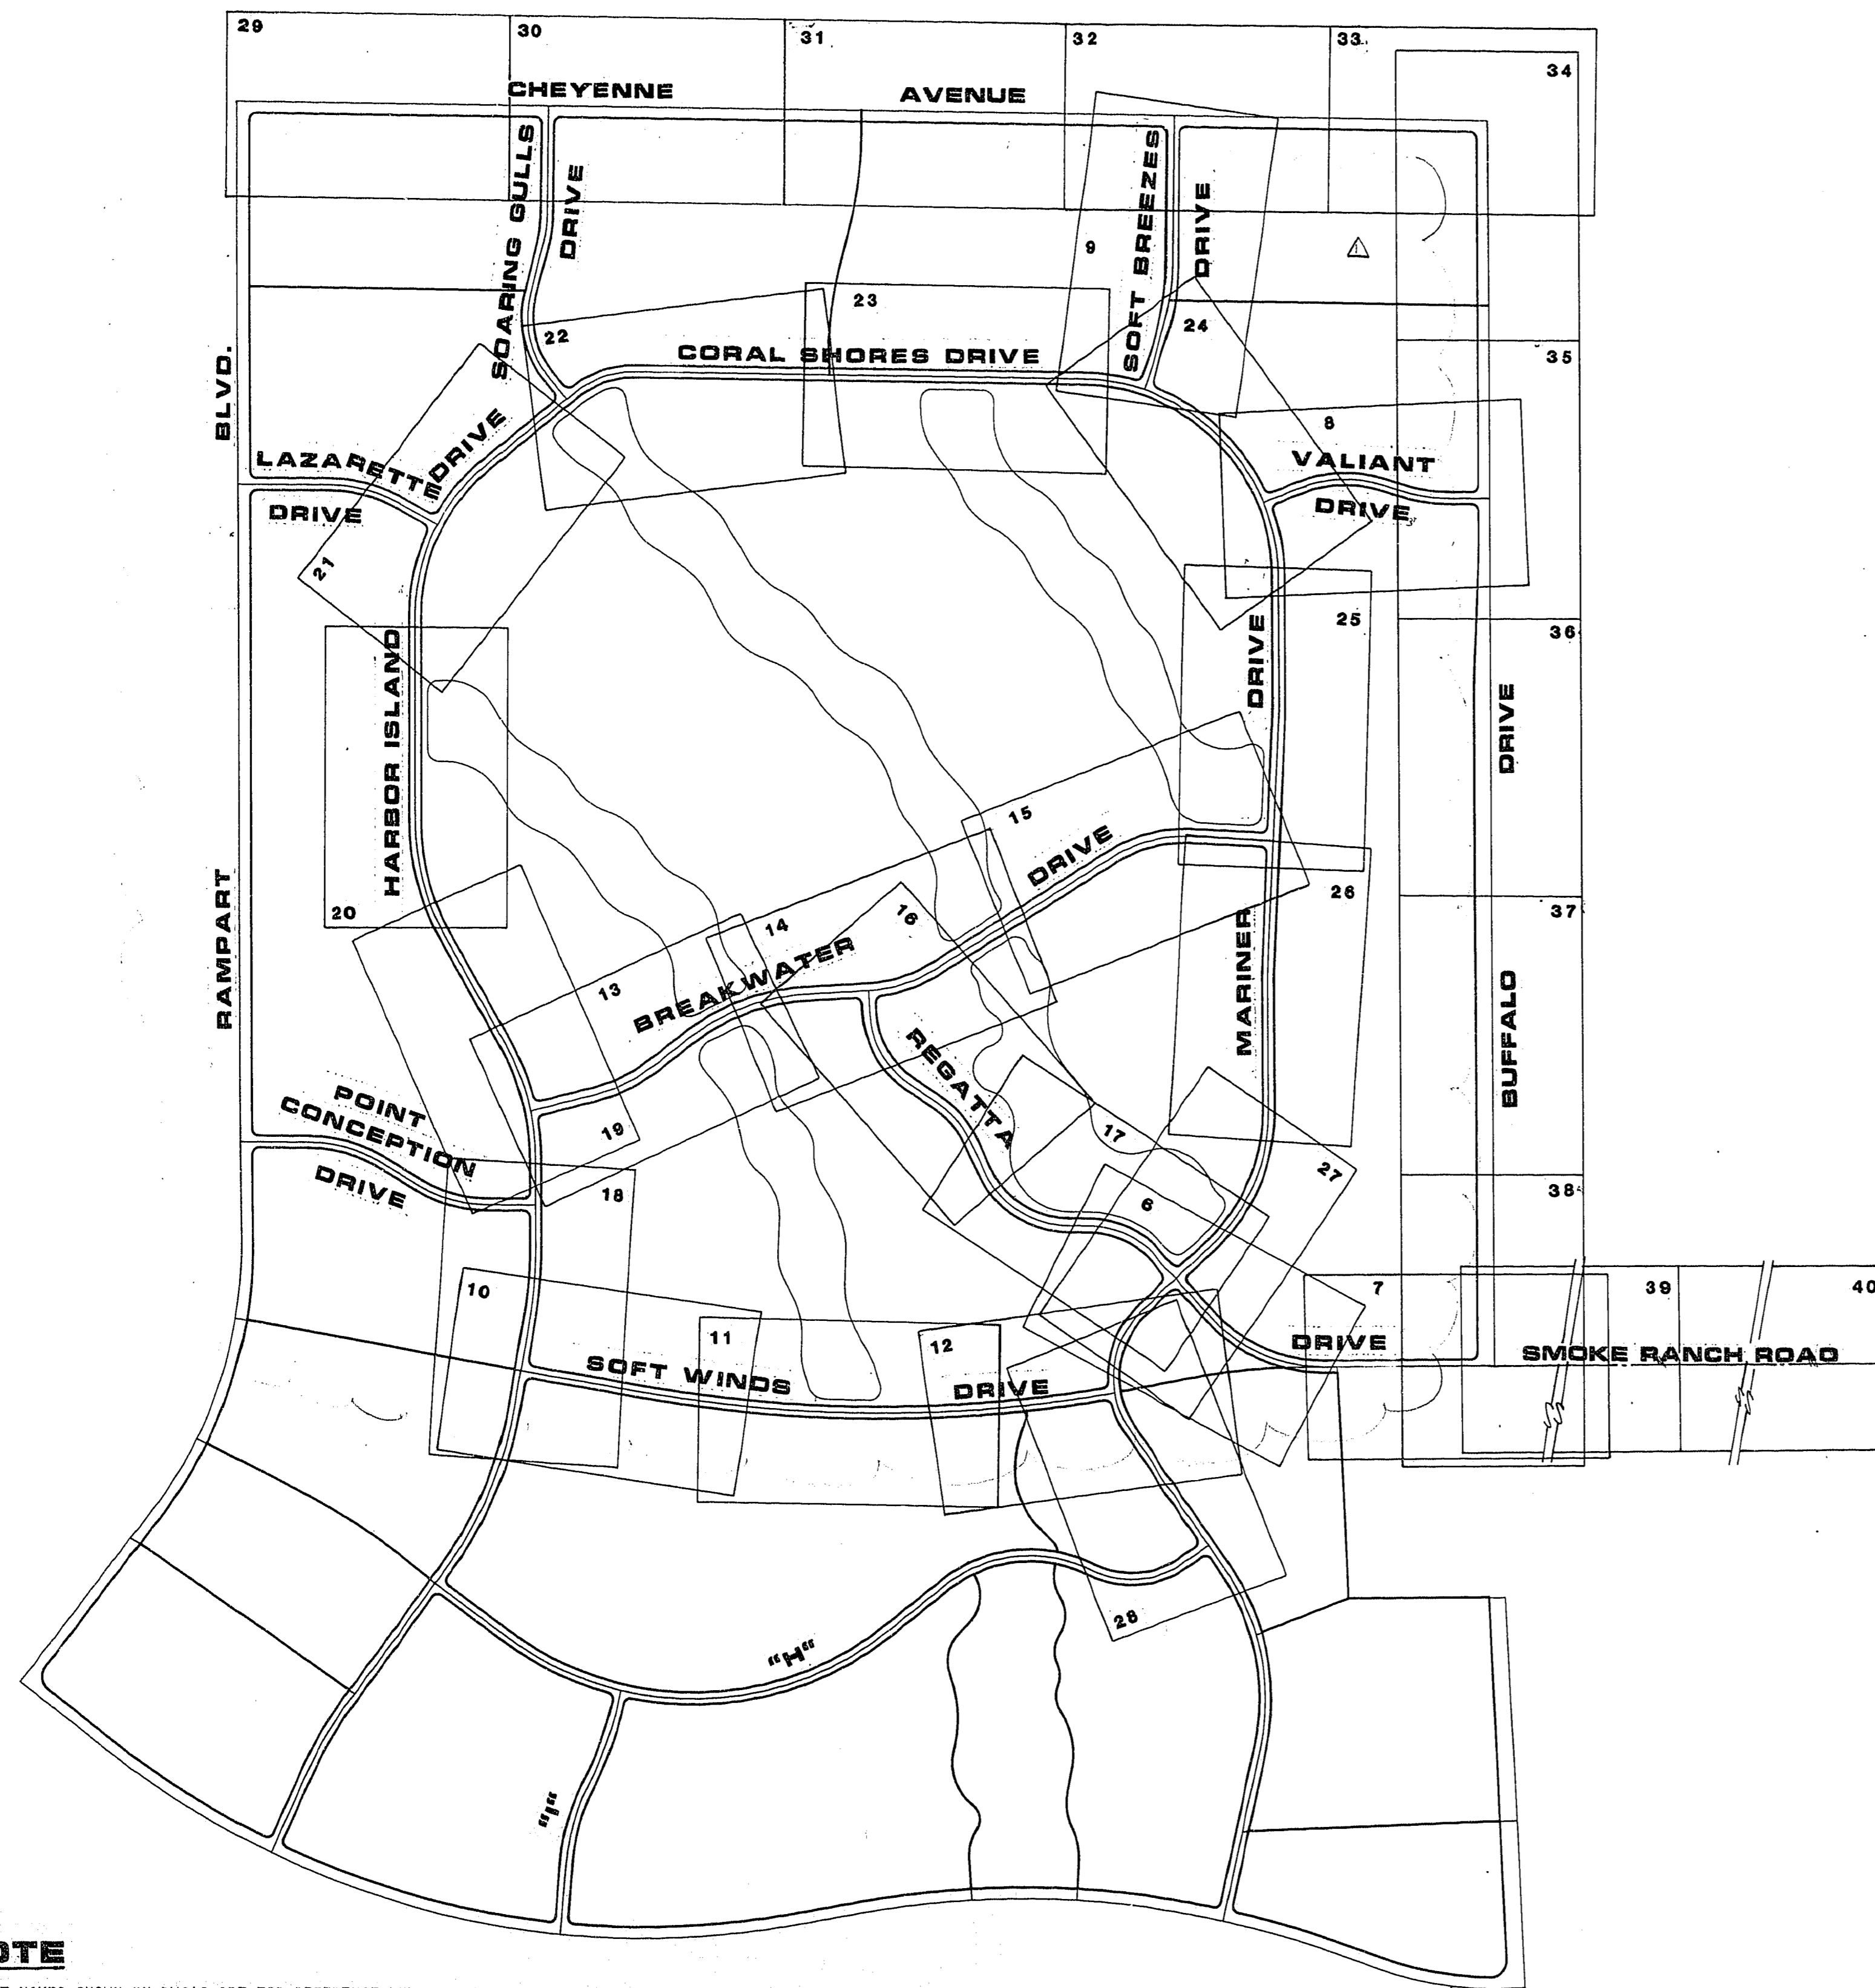 29
30
31
32
33
34
CHEYENNE
AVENUE
SOARING GULLS
DRIVE
SOFT BREEZES
DRIVE
9
1
23
22
24
CORAL SHORES DRIVE
35
BLVD.
8
LAZARETTE
DRIVE
VALIANT
DRIVE
DRIVE
21
25
36
HARBOR ISLAND
DRIVE
DRIVE
15
DRIVE
RAMPART
20
16
26
37
14
MARINER
BREAKWATER
13
BUFFALO
REGATTA
POINT
CONCEPTION
DRIVE
19
17
27
18
6
38
10
7
39
40
11
12
DRIVE
SMOKE RANCH ROAD
SOFT WINDS
DRIVE
28
"H"
"I"
OTE